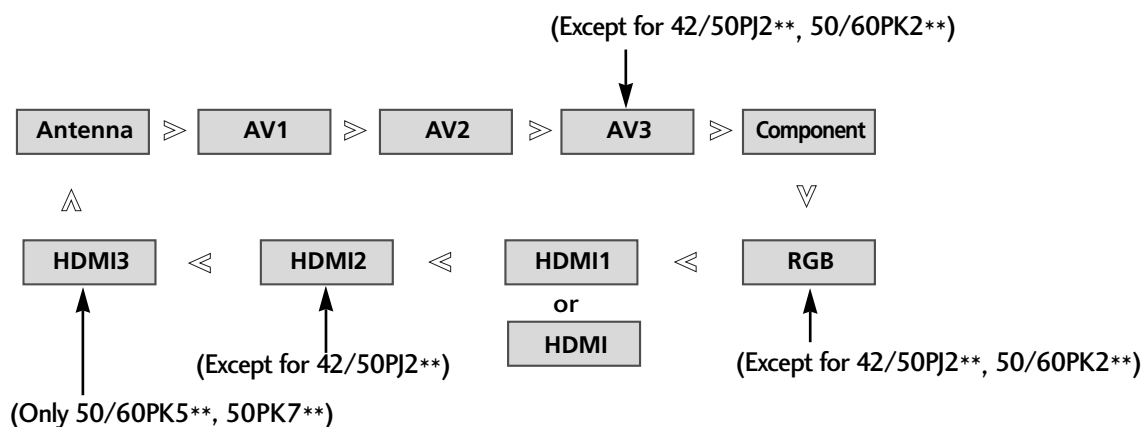 (Except for 42/50PJ2**, 50/60PK2**)
Antenna AV1 AV2 AV3 Component
HDMI3 HDMI2 HDMI1 RGB
or
HDMI
(Except for 42/50PJ2**) (Except for 42/50PJ2**, 50/60PK2**)
(Only 50/60PK5**, 50PK7**)